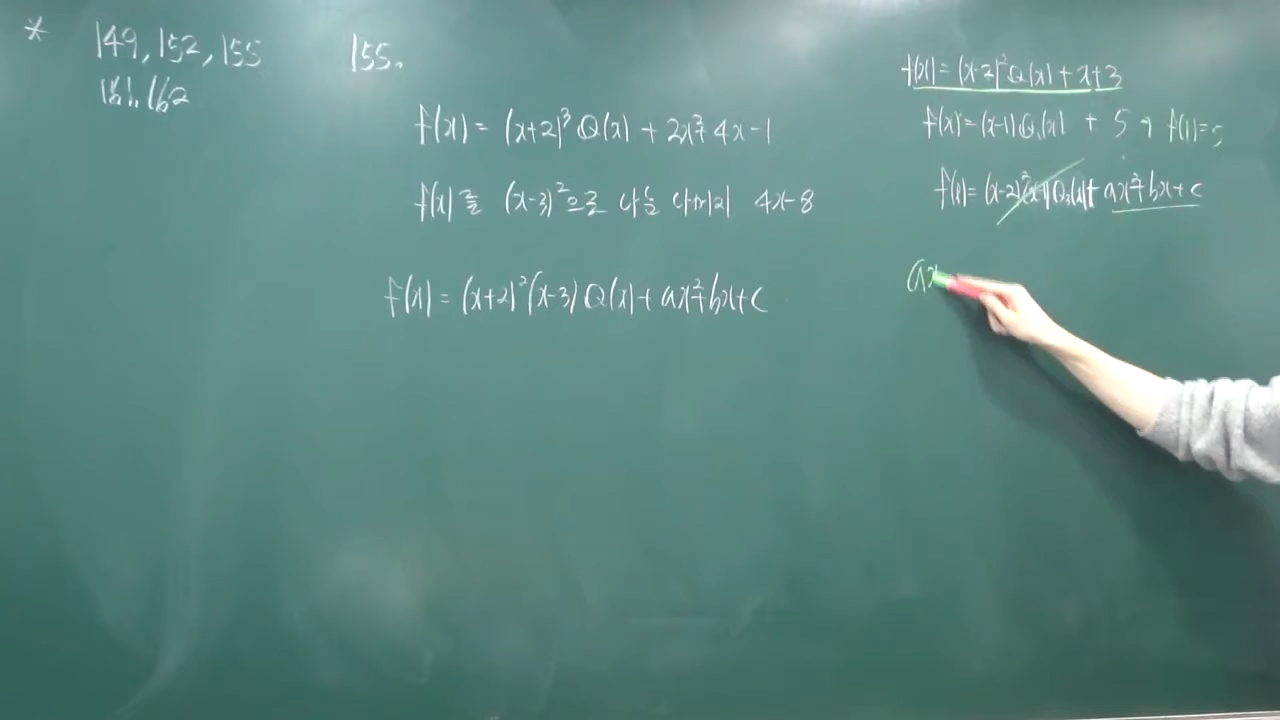 * 149, 152, 155
161, 162
155.
f(x) = (x+2)³Q(x) + 2x²+4x-1
f(x)를 (x-3)²으로 나눈 나머지 4x-8
f(x) = (x+2)²(x-3)Q(x)+ax²+bx+c
f(x) = (x-2)²Q(x)+x+3
f(x)=(x-1)Q₁(x) + 5 → f(1)=5
f(x)=(x-2)²(x-1)Q₂(x)+ax²+bx+c
ax